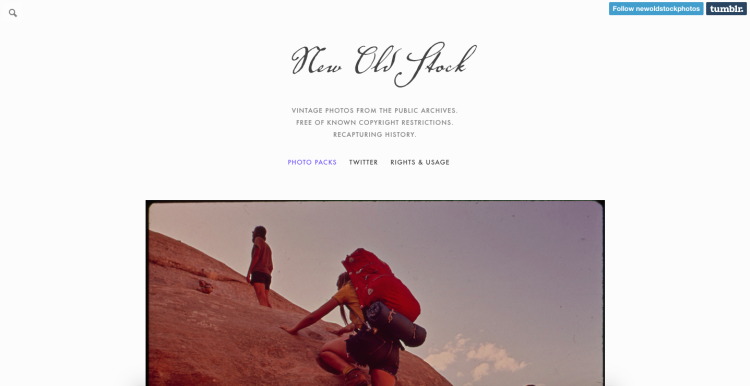 Follow newoldstockphotos
tumblr.
New Old Stock
VINTAGE PHOTOS FROM THE PUBLIC ARCHIVES.
FREE OF KNOWN COPYRIGHT RESTRICTIONS.
RECAPTURING HISTORY.
PHOTO PACKS TWITTER RIGHTS & USAGE